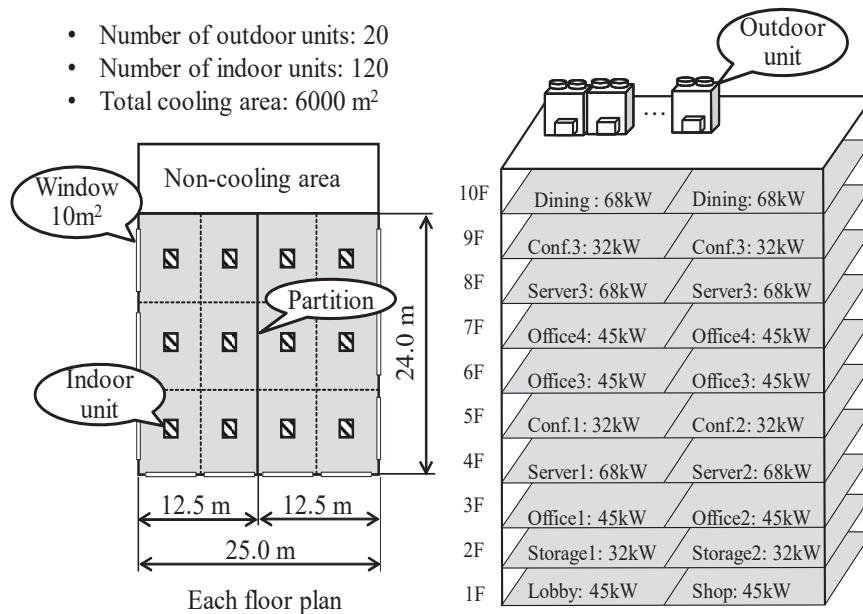 • Number of outdoor units: 20
• Number of indoor units: 120
• Total cooling area: 6000 m²
Window
10m²
Non-cooling area
Partition
Indoor
unit
24.0 m
12.5 m 12.5 m
25.0 m
Each floor plan
Outdoor
unit
...
10F Dining : 68kW Dining: 68kW
9F Conf.3: 32kW Conf.3: 32kW
8F Server3: 68kW Server3: 68kW
7F Office4: 45kW Office4: 45kW
6F Office3: 45kW Office3: 45kW
5F Conf.1: 32kW Conf.2: 32kW
4F Server1: 68kW Server2: 68kW
3F Office1: 45kW Office2: 45kW
2F Storage1: 32kW Storage2: 32kW
1F Lobby: 45kW Shop: 45kW